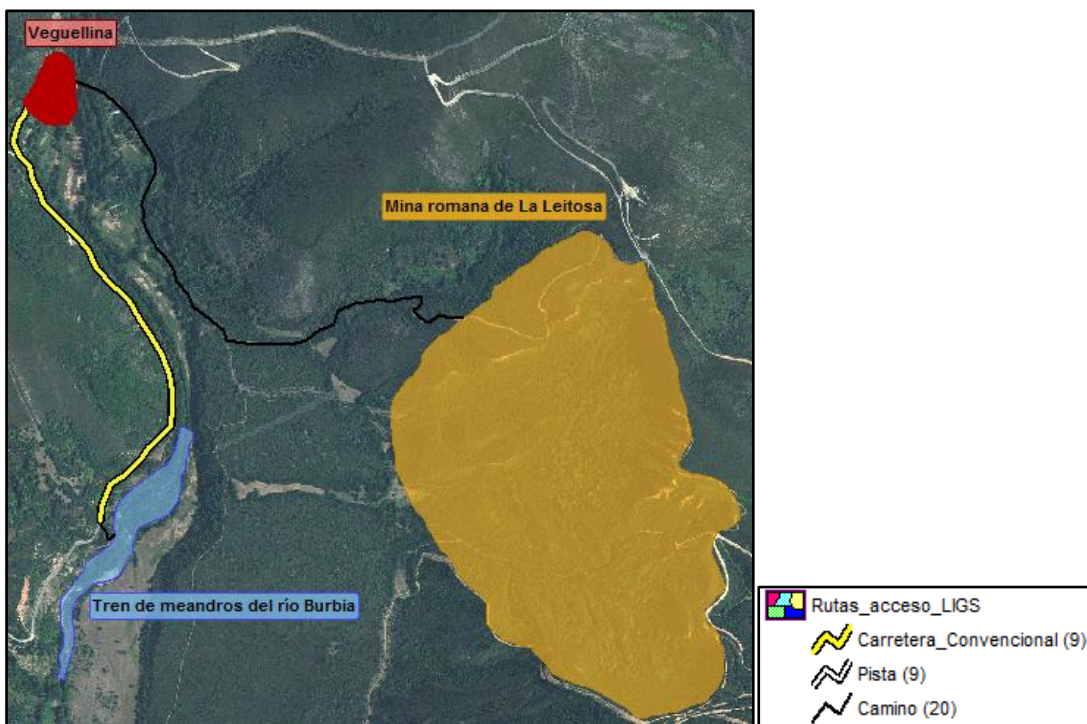 Veguellina
Mina romana de La Leitosa
Tren de meandros del río Burbia
Rutas_acceso_LIGS
Carretera_Convencional (9)
Pista (9)
Camino (20)